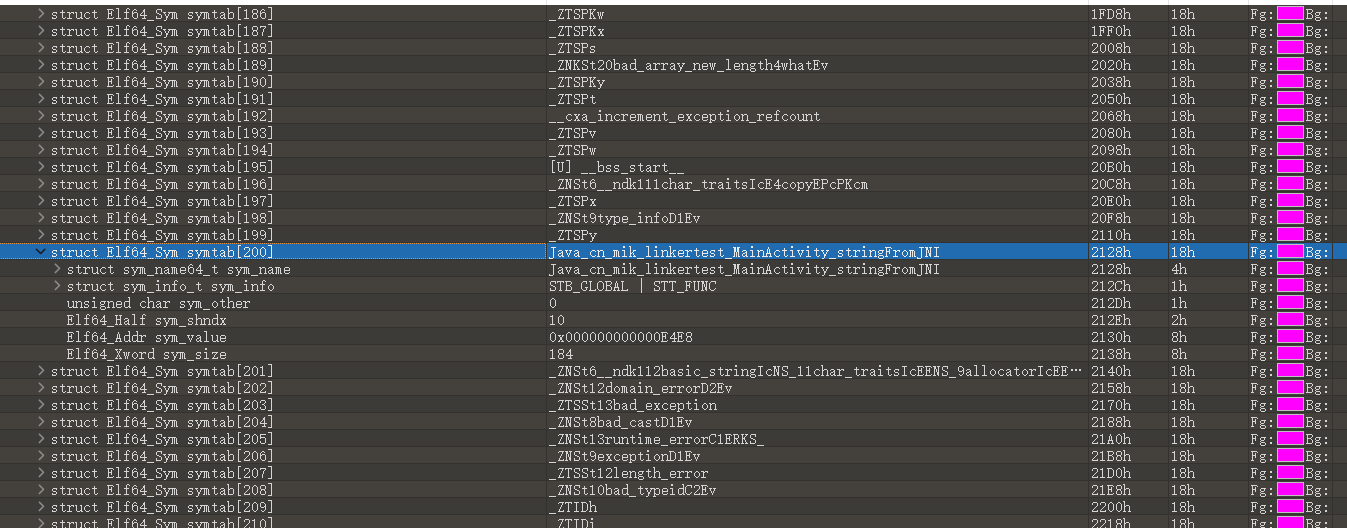 struct Elf64_Sym symtab[186] _ZTSPKw 1FD8h 18h Fg: Bg:
struct Elf64_Sym symtab[187] _ZTSPKx 1FF0h 18h Fg: Bg:
struct Elf64_Sym symtab[188] _ZTSPs 2008h 18h Fg: Bg:
struct Elf64_Sym symtab[189] _ZNKSt20bad_array_new_length4whatEv 2020h 18h Fg: Bg:
struct Elf64_Sym symtab[190] _ZTSPKy 2038h 18h Fg: Bg:
struct Elf64_Sym symtab[191] _ZTSPt 2050h 18h Fg: Bg:
struct Elf64_Sym symtab[192] __cxa_increment_exception_refcount 2068h 18h Fg: Bg:
struct Elf64_Sym symtab[193] _ZTSPv 2080h 18h Fg: Bg:
struct Elf64_Sym symtab[194] _ZTSPw 2098h 18h Fg: Bg:
struct Elf64_Sym symtab[195] [U] __bss_start__ 20B0h 18h Fg: Bg:
struct Elf64_Sym symtab[196] _ZNSt6__ndk111char_traitsIcE4copyEPcPKcm 20C8h 18h Fg: Bg:
struct Elf64_Sym symtab[197] _ZTSPx 20E0h 18h Fg: Bg:
struct Elf64_Sym symtab[198] _ZNSt9type_infoD1Ev 20F8h 18h Fg: Bg:
struct Elf64_Sym symtab[199] _ZTSPy 2110h 18h Fg: Bg:
struct Elf64_Sym symtab[200] Java_cn_mik_linkertest_MainActivity_stringFromJNI 2128h 18h Fg: Bg:
struct sym_name64_t sym_name Java_cn_mik_linkertest_MainActivity_stringFromJNI 2128h 4h Fg: Bg:
struct sym_info_t sym_info STB_GLOBAL | STT_FUNC 212Ch 1h Fg: Bg:
unsigned char sym_other 0 212Dh 1h Fg: Bg:
Elf64_Half sym_shndx 10 212Eh 2h Fg: Bg:
Elf64_Addr sym_value 0x000000000000E4E8 2130h 8h Fg: Bg:
Elf64_Xword sym_size 184 2138h 8h Fg: Bg:
struct Elf64_Sym symtab[201] _ZNSt6__ndk112basic_stringIcNS_11char_traitsIcEENS_9allocatorIcEE⋯ 2140h 18h Fg: Bg:
struct Elf64_Sym symtab[202] _ZNSt12domain_errorD2Ev 2158h 18h Fg: Bg:
struct Elf64_Sym symtab[203] _ZTSSt13bad_exception 2170h 18h Fg: Bg:
struct Elf64_Sym symtab[204] _ZNSt8bad_castD1Ev 2188h 18h Fg: Bg:
struct Elf64_Sym symtab[205] _ZNSt13runtime_errorC1ERKS_ 21A0h 18h Fg: Bg:
struct Elf64_Sym symtab[206] _ZNSt9exceptionD1Ev 21B8h 18h Fg: Bg:
struct Elf64_Sym symtab[207] _ZTSSt12length_error 21D0h 18h Fg: Bg:
struct Elf64_Sym symtab[208] _ZNSt10bad_typeidC2Ev 21E8h 18h Fg: Bg:
struct Elf64_Sym symtab[209] _ZTIDh 2200h 18h Fg: Bg:
struct Elf64_Sym symtab[210] _ZTIDi 2218h 18h Fg: Bg: